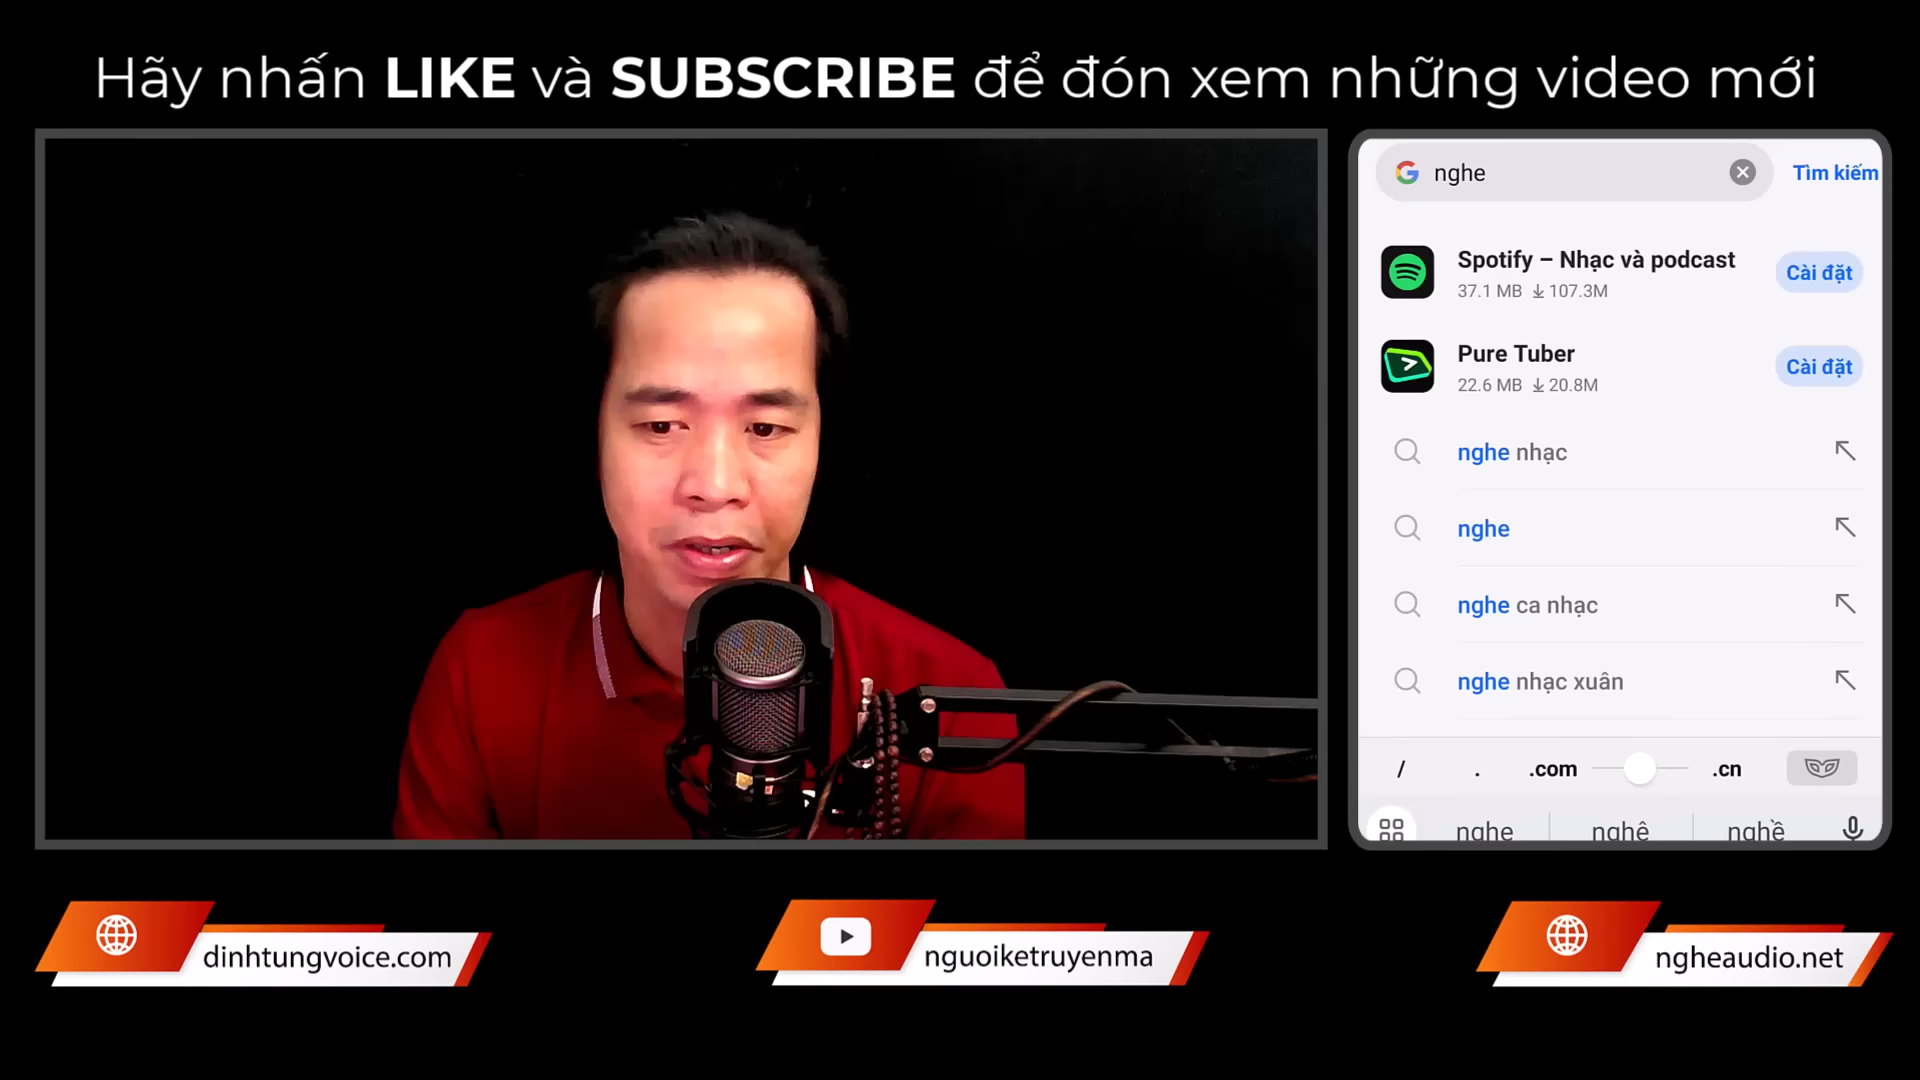 Hãy nhấn LIKE và SUBSCRIBE để đón xem những video mới
nghe
Tìm kiếm
Spotify – Nhạc và podcast
37.1 MB 107.3M
Cài đặt
Pure Tuber
22.6 MB 20.8M
Cài đặt
nghe nhạc
nghe
nghe ca nhạc
nghe nhạc xuân
/ . .com .cn
nghe nghê nghề
dinhtungvoice.com
nguoiketruyenma
ngheaudio.net